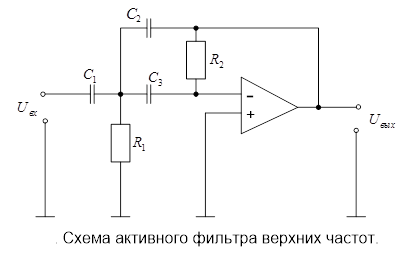 C₂
C₁
C₃
R₂
Uвх
R₁
-
+
Uвых
. Схема активного фильтра верхних частот.